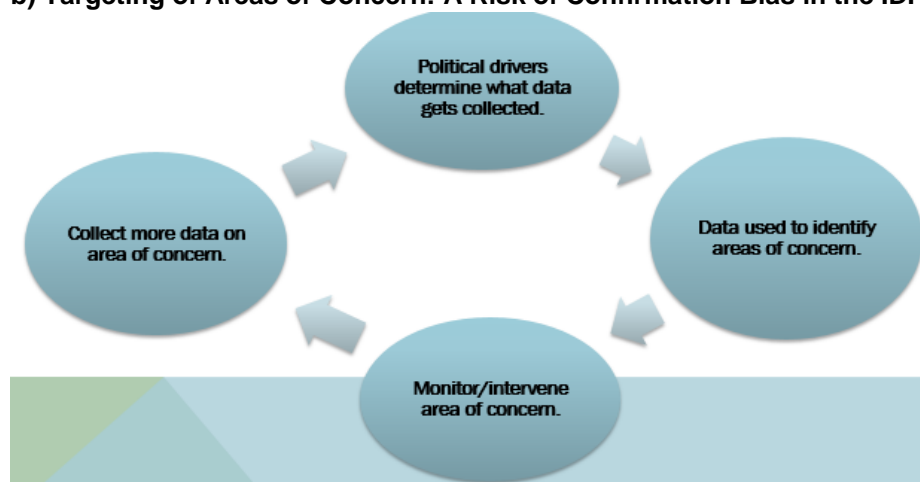 b) Targeting of Areas of Concern: A Risk of Confirmation Bias in the IDI
Political drivers
determine what data
gets collected.
Data used to identify
areas of concern.
Monitor/intervene
area of concern.
Collect more data on
area of concern.